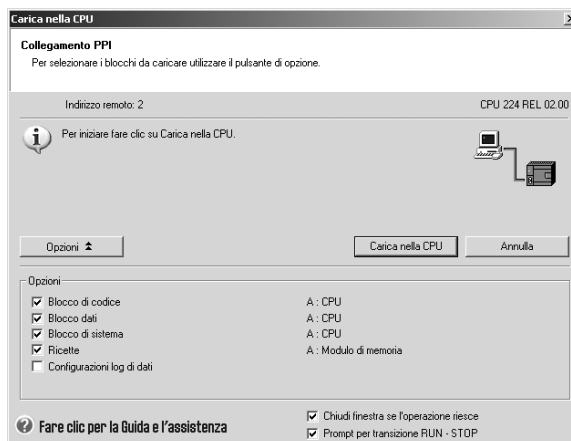 Carica nella CPU
Collegamento PPI
Per selezionare i blocchi da caricare utilizzare il pulsante di opzione.
Indirizzo remoto: 2 CPU 224 REL 02.00
Per iniziare fare clic su Carica nella CPU.
Opzioni Carica nella CPU Annulla
Opzioni
Blocco di codice A : CPU
Blocco dati A : CPU
Blocco di sistema A : CPU
Ricette A : Modulo di memoria
Configurazioni log di dati
Fare clic per la Guida e l'assistenza
Chiudi finestra se l'operazione riesce
Prompt per transizione RUN - STOP